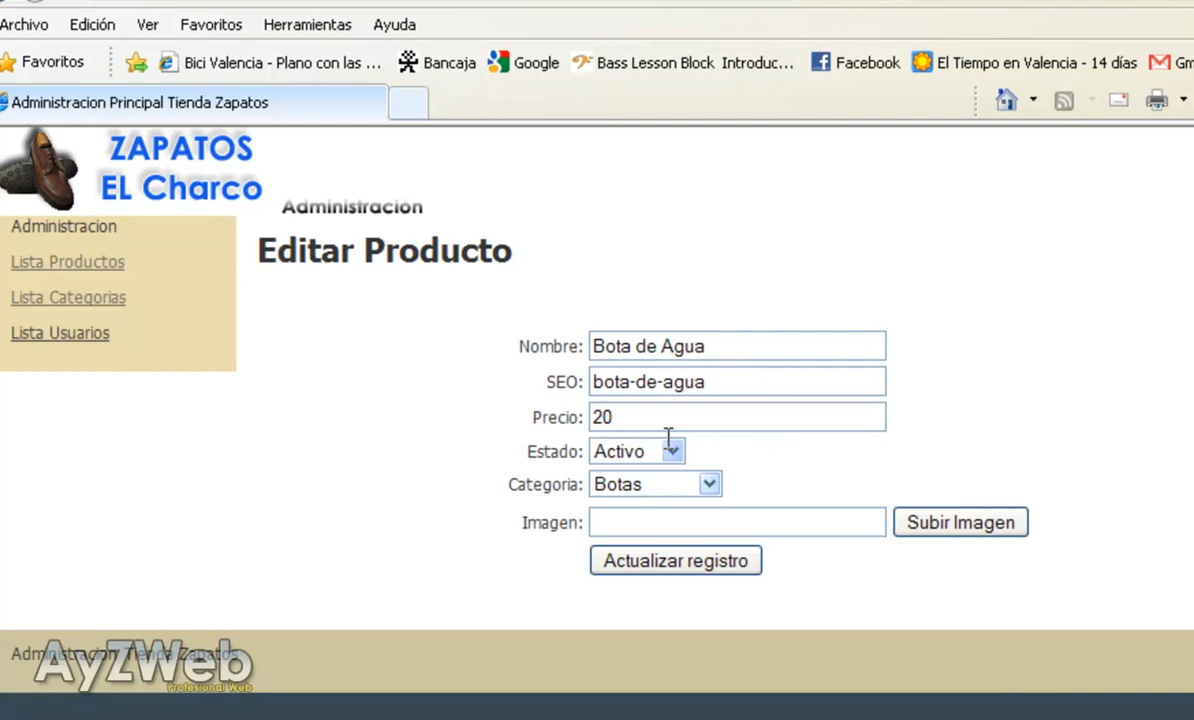 Archivo Edición Ver Favoritos Herramientas Ayuda
Favoritos Bici Valencia - Plano con las ... Bancaja Google Bass Lesson Block Introduc... Facebook El Tiempo en Valencia - 14 días Gm
Administracion Principal Tienda Zapatos
ZAPATOS
EL Charco
Administración
Administracion
Editar Producto
Lista Productos
Lista Categorias
Lista Usuarios
Nombre: Bota de Agua
SEO: bota-de-agua
Precio: 20
Estado: Activo
Categoria: Botas
Imagen: Subir Imagen
Actualizar registro
Administracion Tienda Zapatos
AyZWeb
Profesional Web